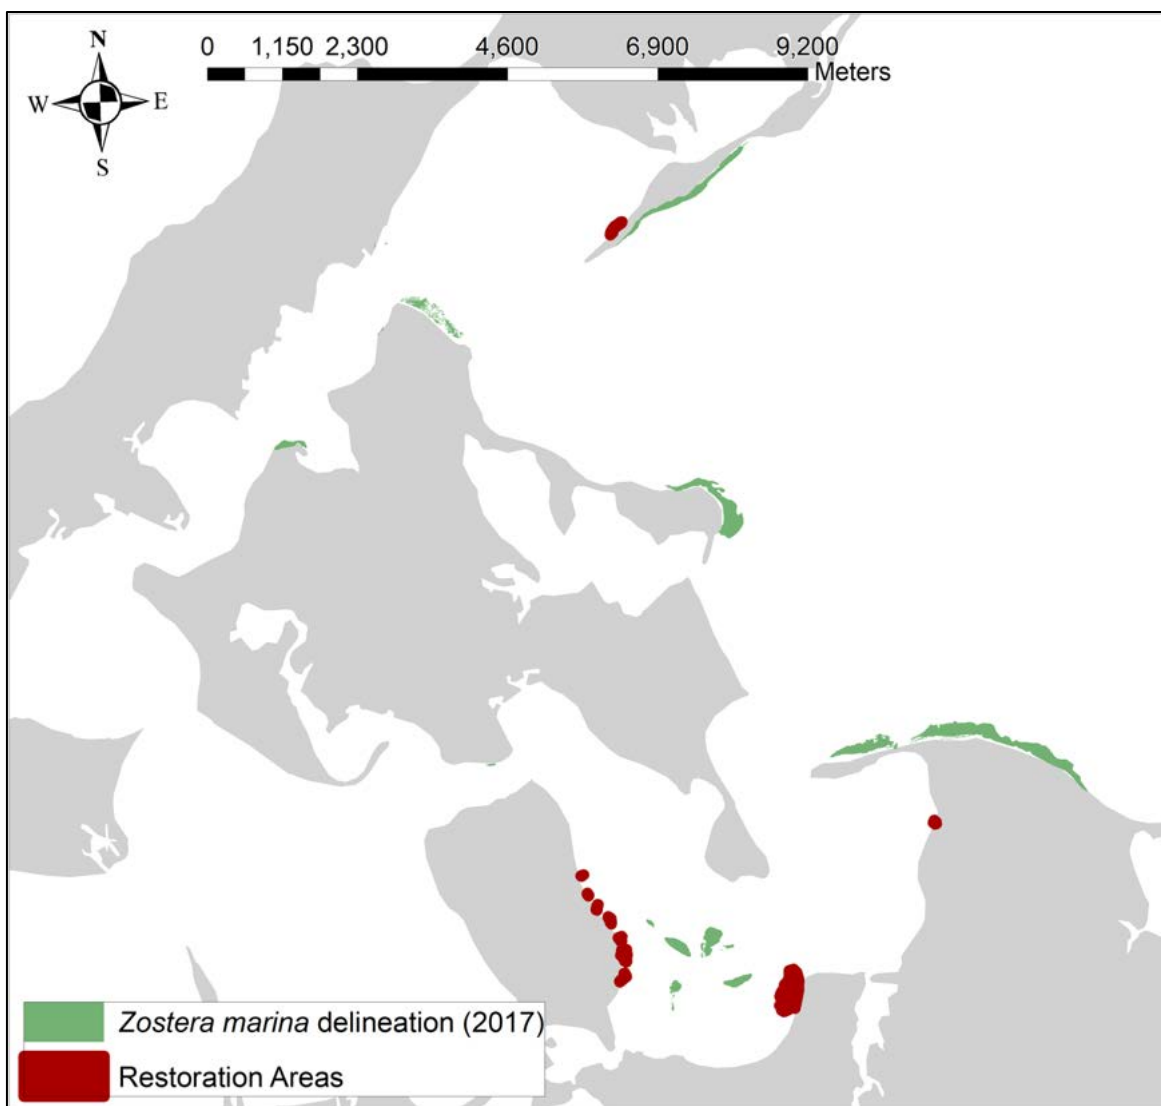 N
W E
S
0 1,150 2,300 4,600 6,900 9,200
Meters
Zostera marina delineation (2017)
Restoration Areas